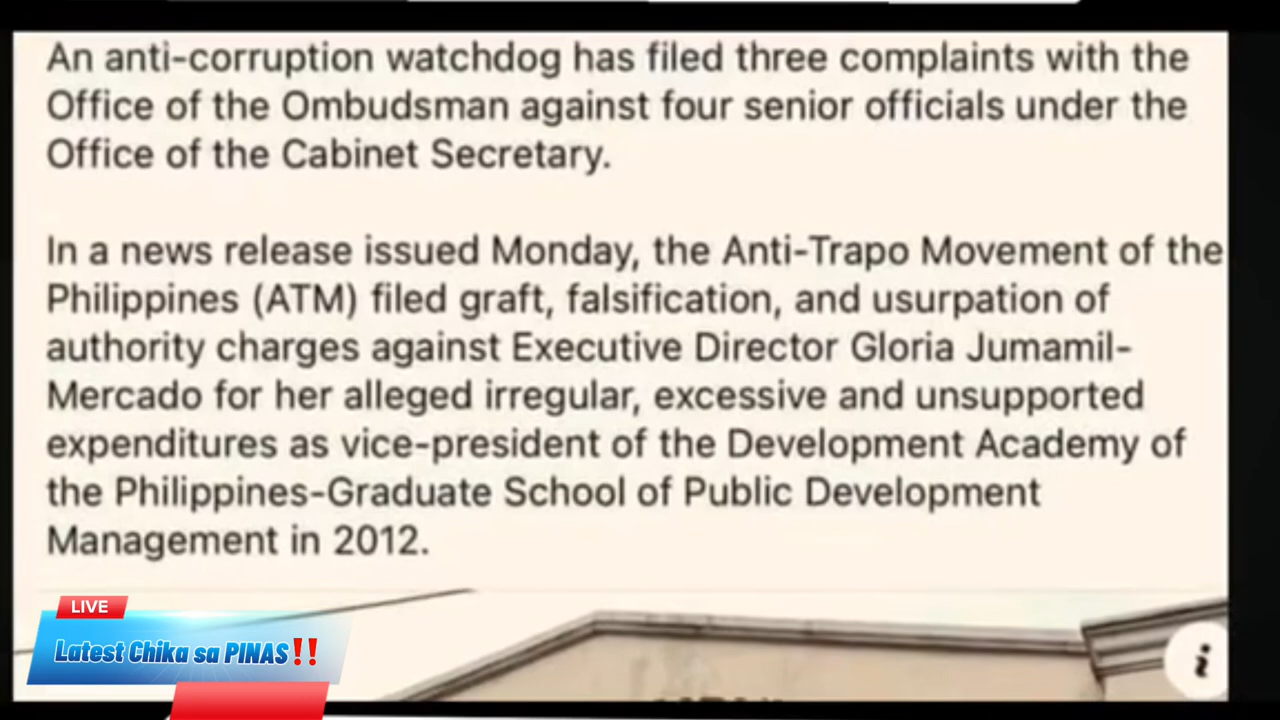 An anti-corruption watchdog has filed three complaints with the
Office of the Ombudsman against four senior officials under the
Office of the Cabinet Secretary.
In a news release issued Monday, the Anti-Trapo Movement of the
Philippines (ATM) filed graft, falsification, and usurpation of
authority charges against Executive Director Gloria Jumamil-
Mercado for her alleged irregular, excessive and unsupported
expenditures as vice-president of the Development Academy of
the Philippines-Graduate School of Public Development
Management in 2012.
LIVE
Latest Chika sa PINAS‼️
i